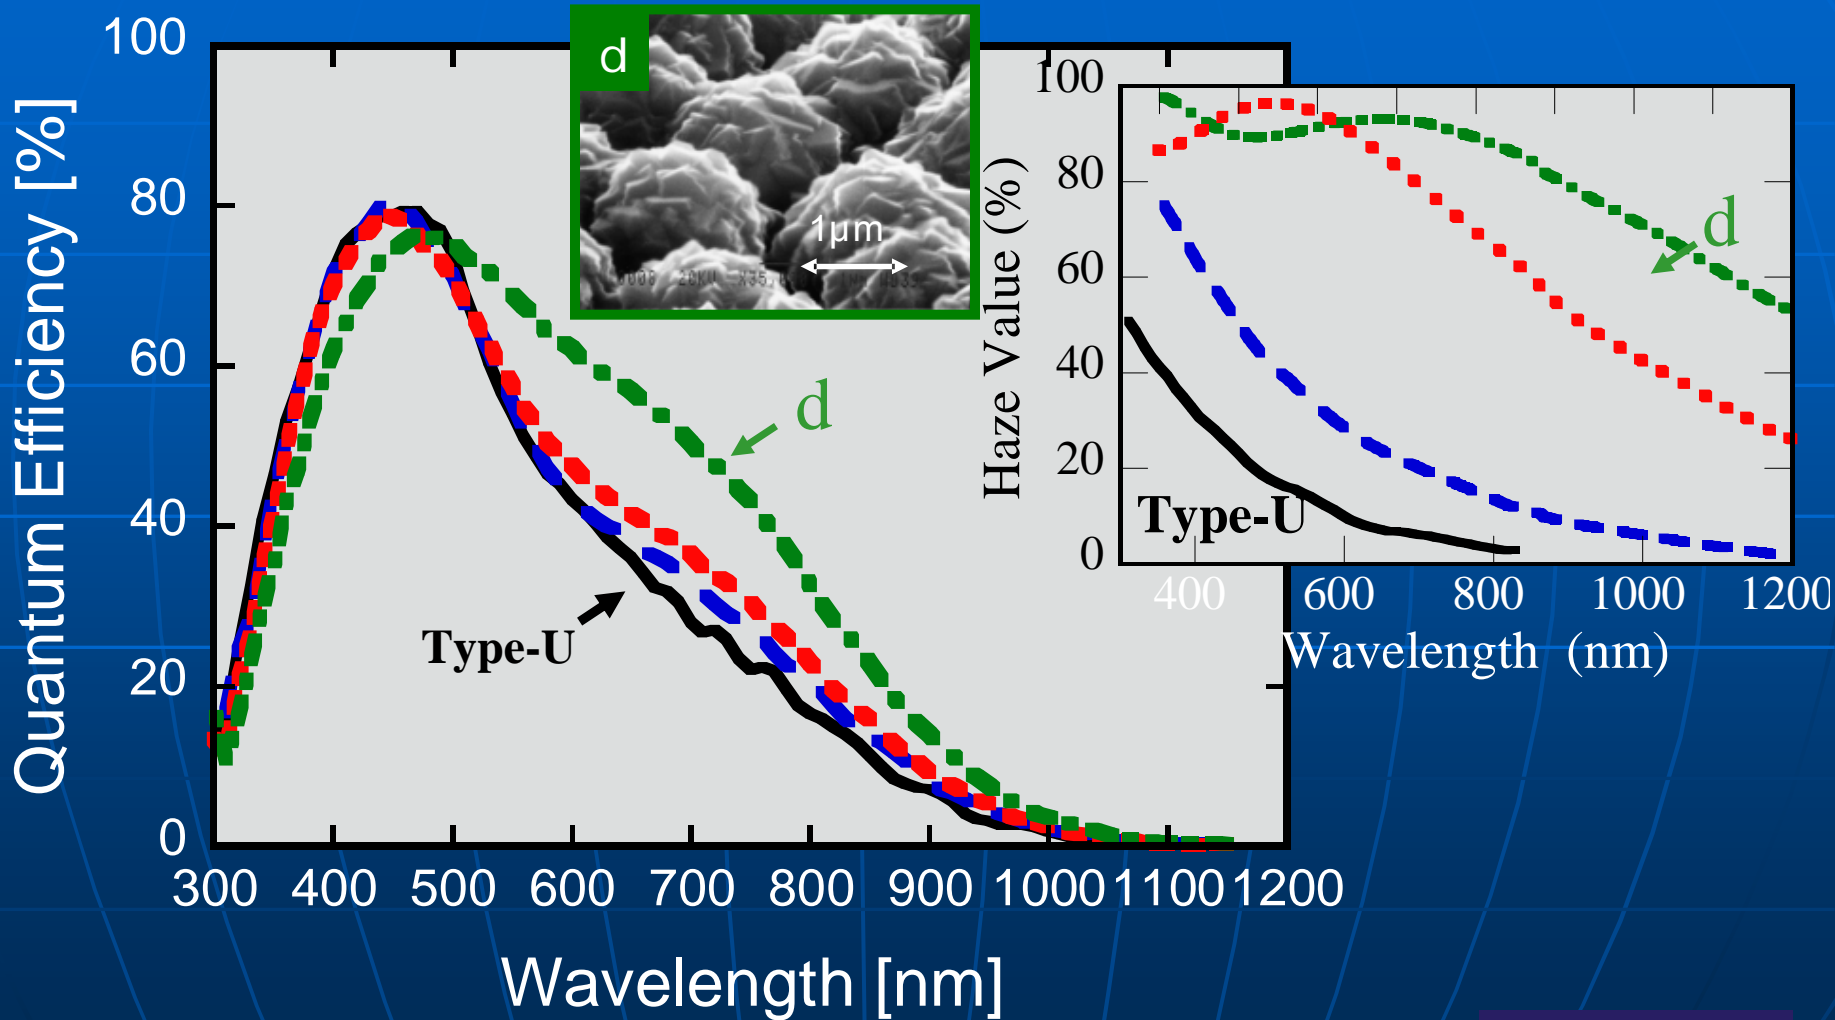 100
80
60
40
20
0
Quantum Efficiency [%]
300 400 500 600 700 800 900 1000 1100 1200
Wavelength [nm]
d
1μm
d
Type-U
100
80
60
40
20
0
Haze Value (%)
d
Type-U
400 600 800 1000 1200
Wavelength (nm)